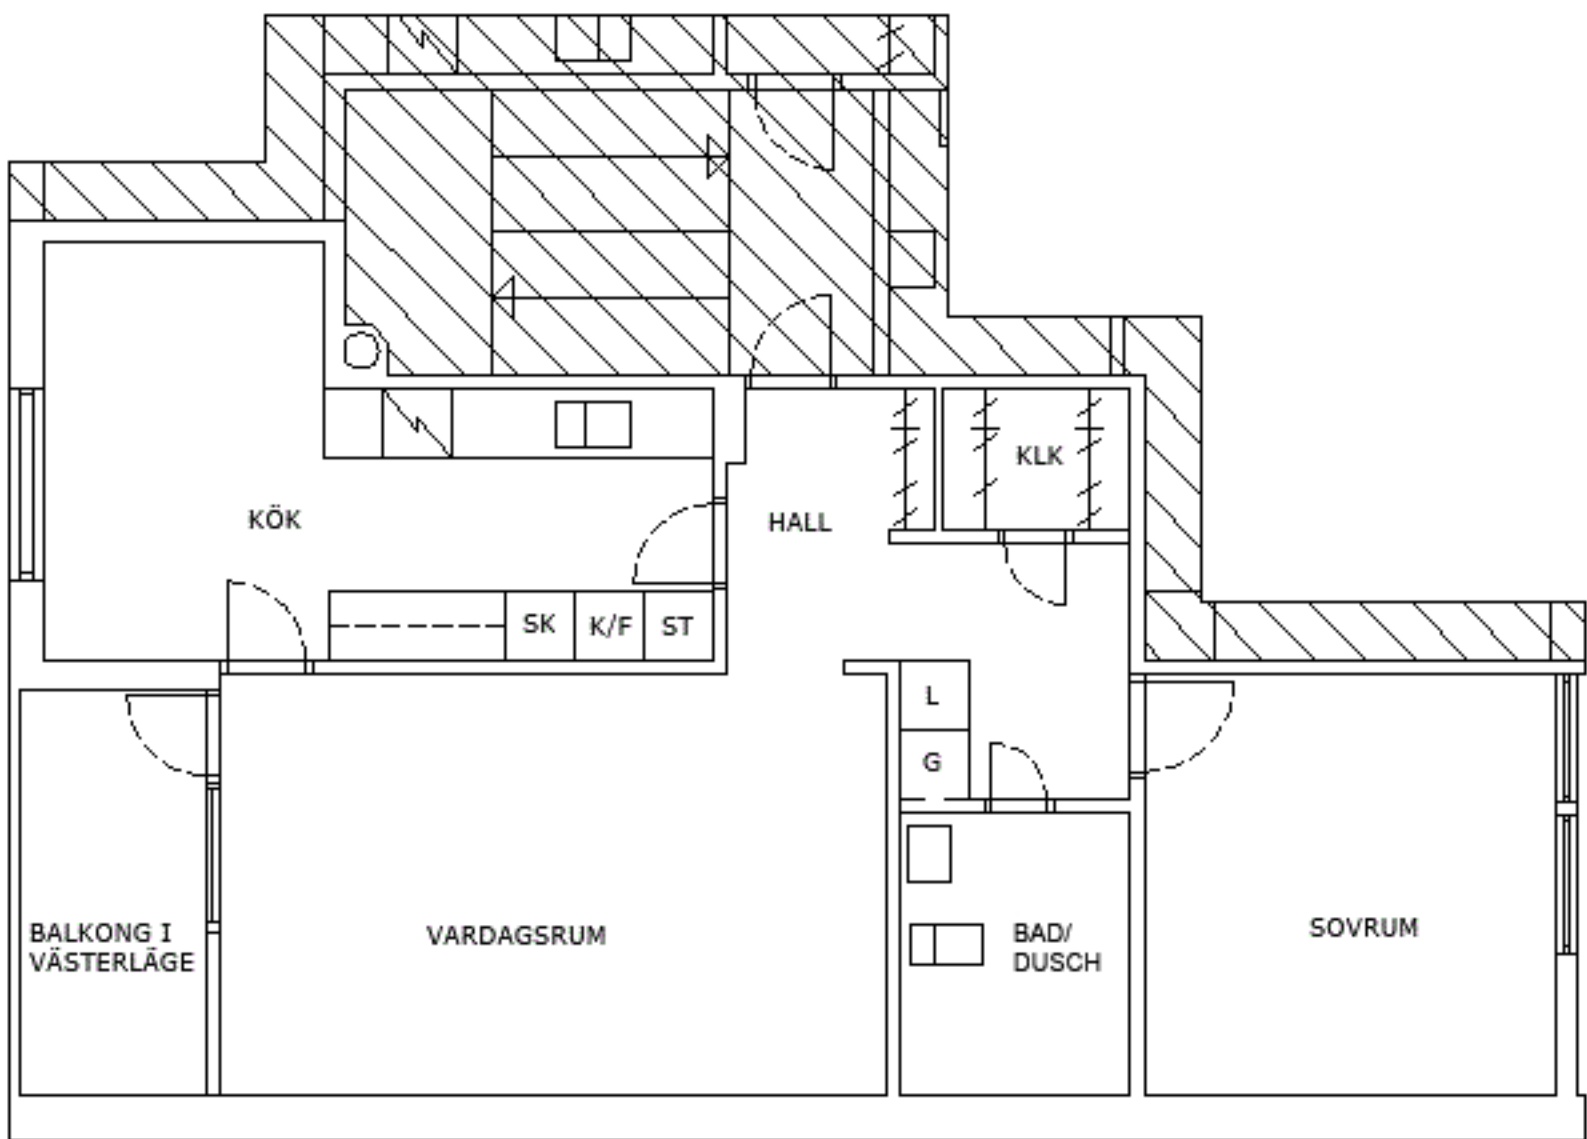 KLK
KÖK
HALL
SK
K/F
ST
L
G
BALKONG I
VÄSTERLÄGE
VARDAGSRUM
BAD/
DUSCH
SOVRUM